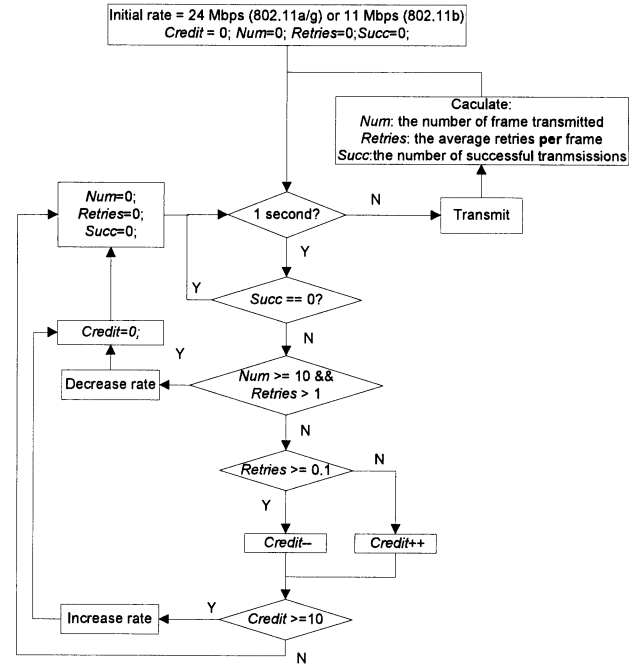 Initial rate = 24 Mbps (802.11a/g) or 11 Mbps (802.11b)
Credit = 0; Num=0; Retries=0;Succ=0;
Caculate:
Num: the number of frame transmitted
Retries: the average retries per frame
Succ:the number of successful tranmsissions
Num=0;
Retries=0;
Succ=0;
1 second?
N
Transmit
Y
Y
Succ == 0?
N
Credit=0;
Y
Decrease rate
Num >= 10 &&
Retries > 1
N
Retries >= 0.1
N
Y
Credit--
Credit++
Increase rate
Y
Credit >=10
N